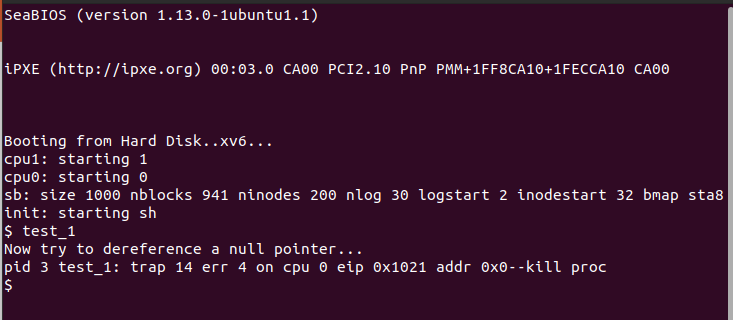 SeaBIOS (version 1.13.0-1ubuntu1.1)
iPXE (http://ipxe.org) 00:03.0 CA00 PCI2.10 PnP PMM+1FF8CA10+1FECCA10 CA00
Booting from Hard Disk..xv6...
cpu1: starting 1
cpu0: starting 0
sb: size 1000 nblocks 941 ninodes 200 nlog 30 logstart 2 inodestart 32 bmap sta8
init: starting sh
$ test_1
Now try to dereference a null pointer...
pid 3 test_1: trap 14 err 4 on cpu 0 eip 0x1021 addr 0x0--kill proc
$